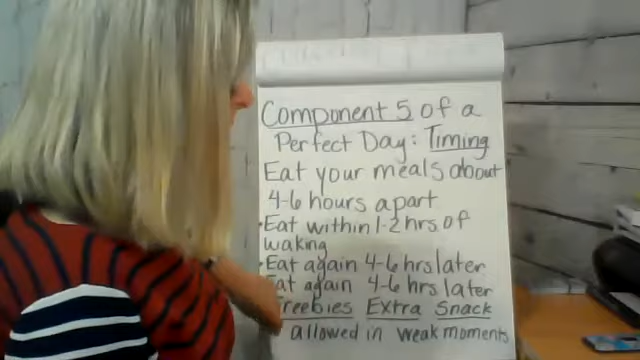 Component 5 of a
Perfect Day: Timing
Eat your meals about
4-6 hours apart
• Eat within 1-2 hrs of
waking
• Eat again 4-6 hrs later
again 4-6 hrs later
Extra Snack
allowed in weak moments